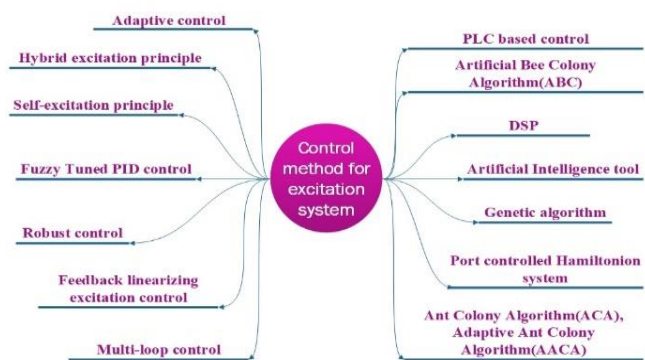 Adaptive control
Hybrid excitation principle
Self-excitation principle
Fuzzy Tuned PID control
Robust control
Feedback linearizing
excitation control
Multi-loop control
Control
method for
excitation
system
PLC based control
Artificial Bee Colony
Algorithm(ABC)
DSP
Artificial Intelligence tool
Genetic algorithm
Port controlled Hamiltonion
system
Ant Colony Algorithm(ACA),
Adaptive Ant Colony
Algorithm(AACA)